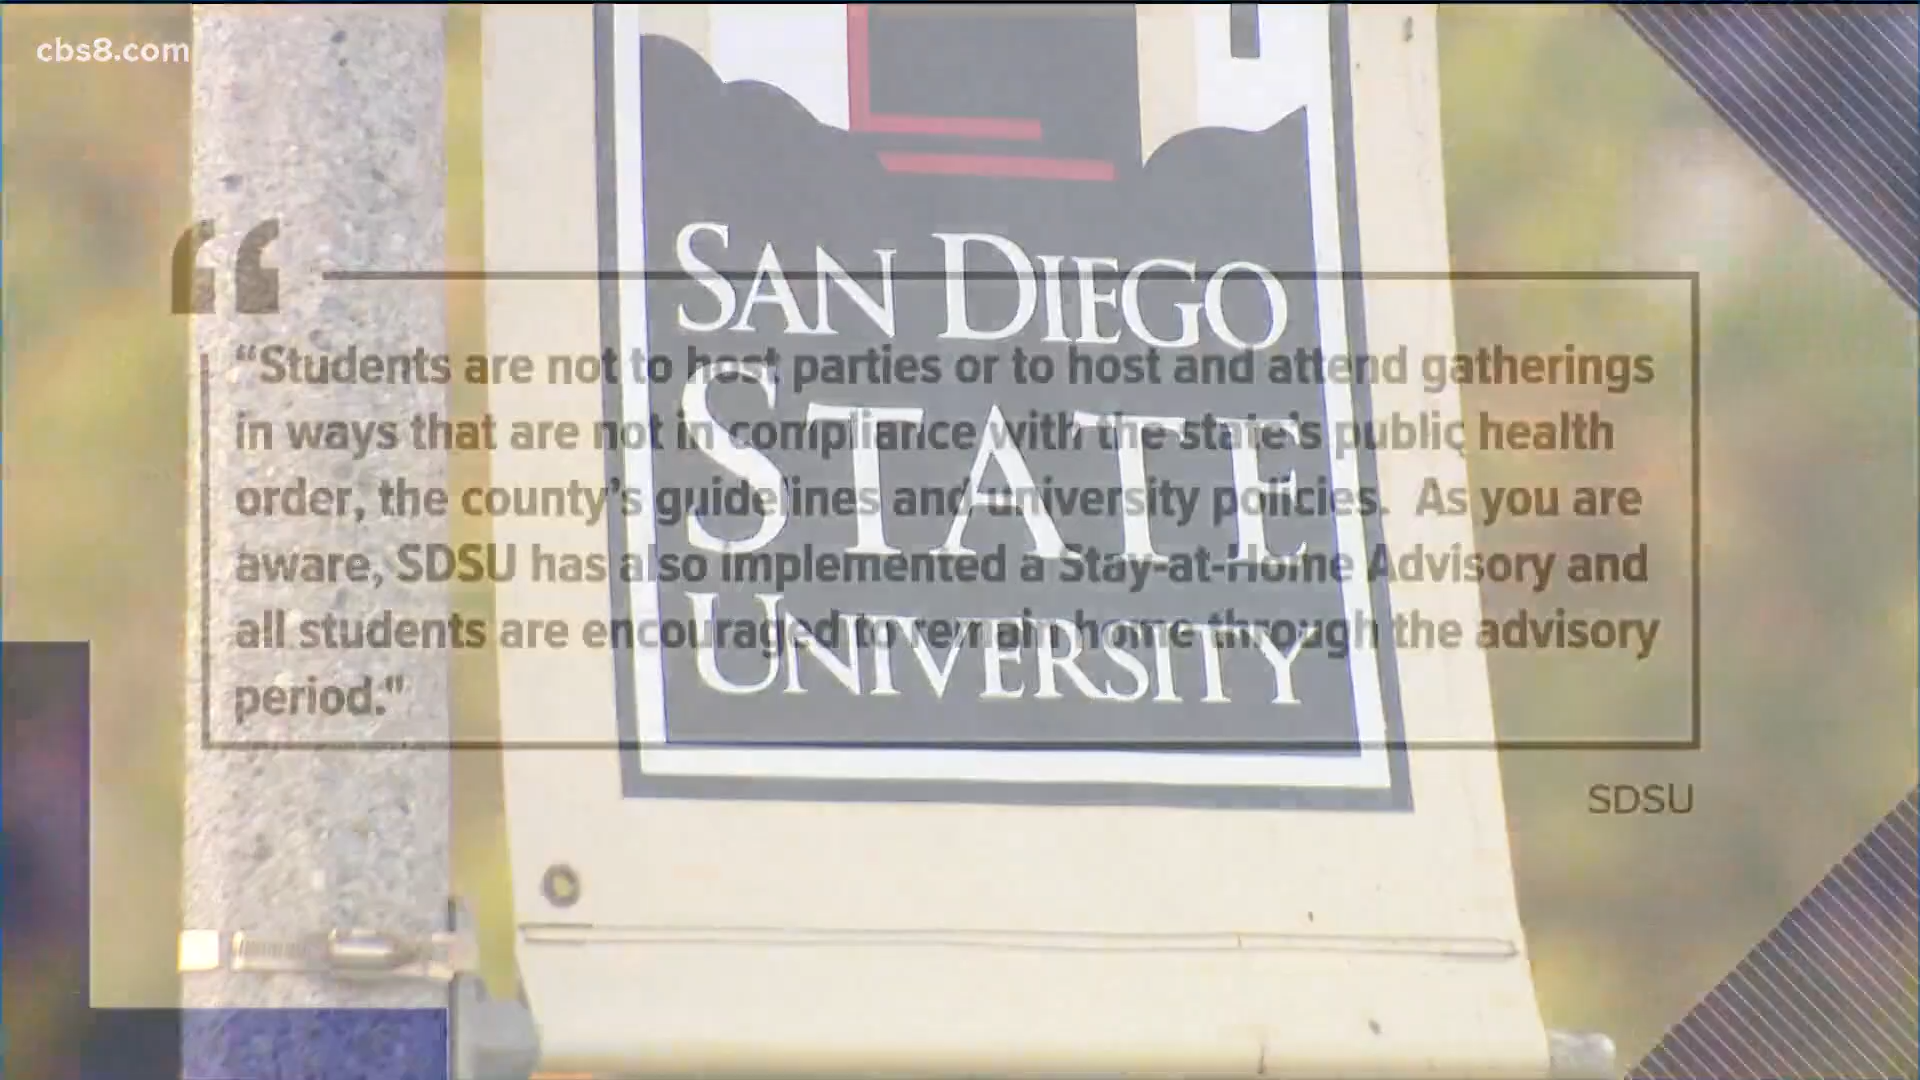 cbs8.com
SAN DIEGO
STATE
UNIVERSITY
“
“Students are not to host parties or to host and attend gatherings
in ways that are not in compliance with the state's public health
order, the county's guidelines and university policies.  As you are
aware, SDSU has also implemented a Stay-at-Home Advisory and
all students are encouraged to remain home through the advisory
period."
SDSU